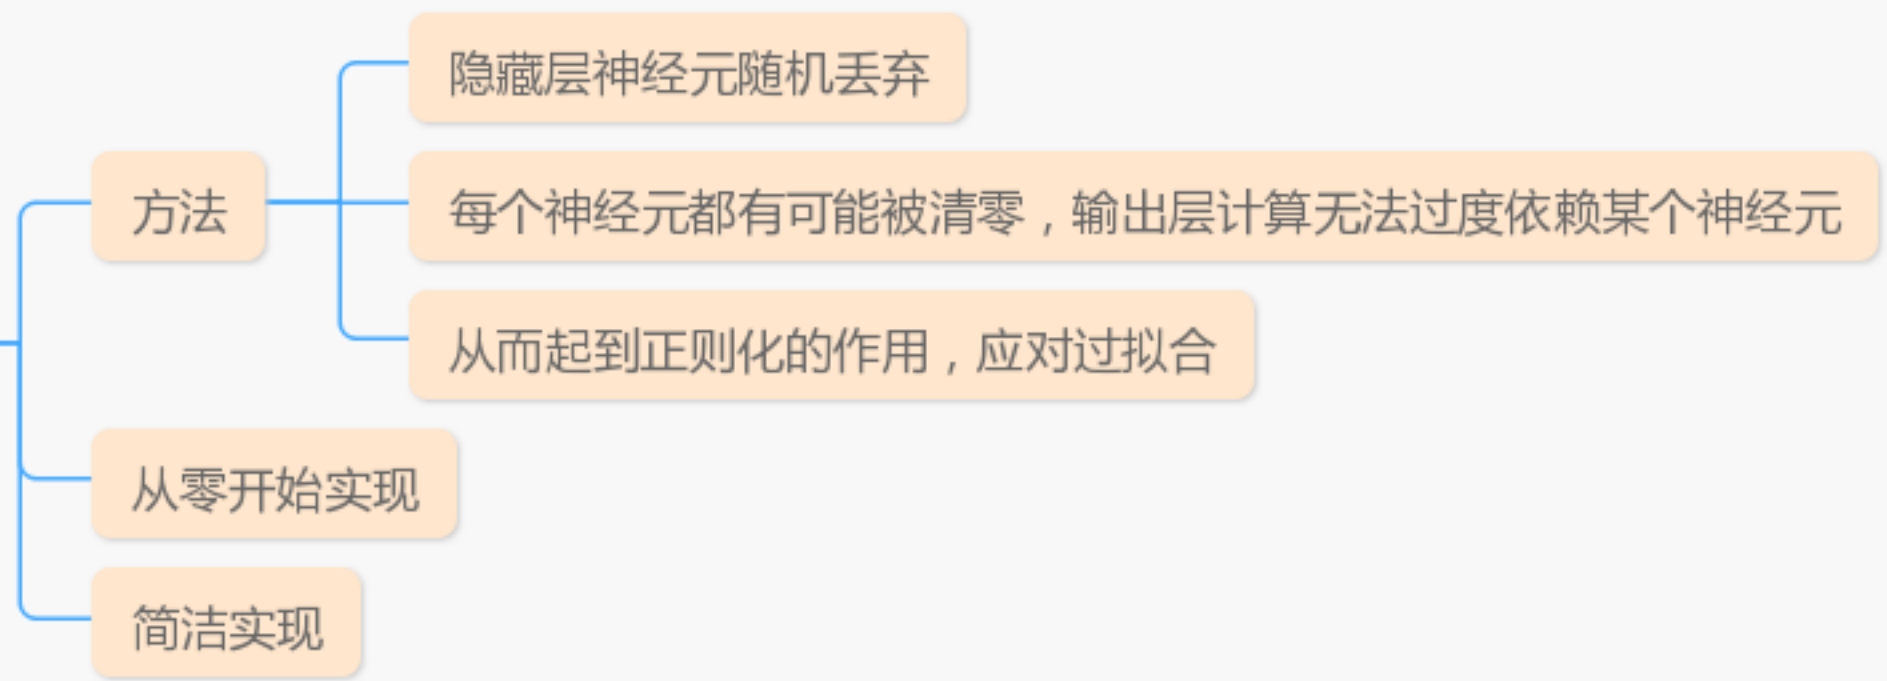 隐藏层神经元随机丢弃
方法
每个神经元都有可能被清零，输出层计算无法过度依赖某个神经元
从而起到正则化的作用，应对过拟合
从零开始实现
简洁实现